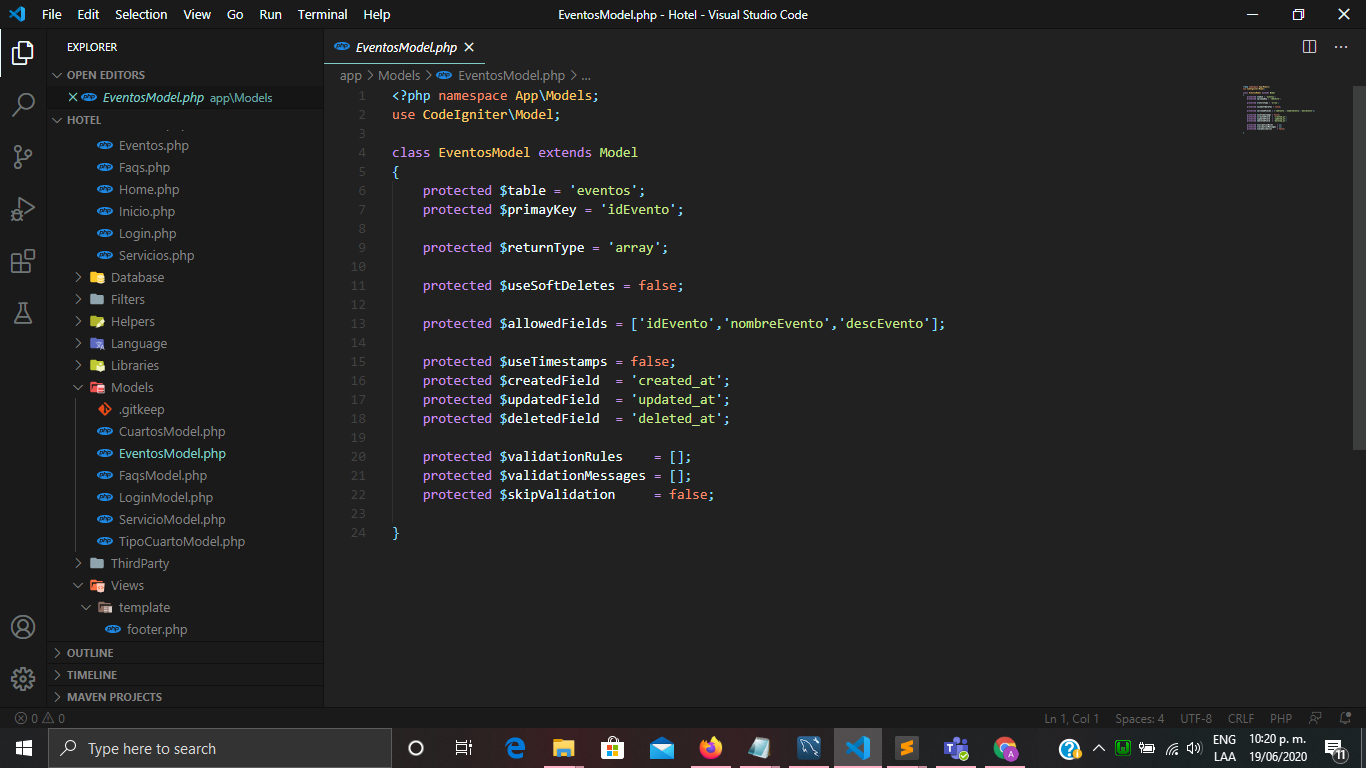 File Edit Selection View Go Run Terminal Help
EventosModel.php - Hotel - Visual Studio Code
EXPLORER
OPEN EDITORS
EventosModel.php app\Models
HOTEL
Eventos.php
Faqs.php
Home.php
Inicio.php
Login.php
Servicios.php
Database
Filters
Helpers
Language
Libraries
Models
.gitkeep
CuartosModel.php
EventosModel.php
FaqsModel.php
LoginModel.php
ServicioModel.php
TipoCuartoModel.php
ThirdParty
Views
template
footer.php
OUTLINE
TIMELINE
MAVEN PROJECTS
EventosModel.php
app > Models > EventosModel.php > ...
1 <?php namespace App\Models;
2 use CodeIgniter\Model;
3
4 class EventosModel extends Model
5 {
6 protected $table = 'eventos';
7 protected $primayKey = 'idEvento';
8
9 protected $returnType = 'array';
10
11 protected $useSoftDeletes = false;
12
13 protected $allowedFields = ['idEvento','nombreEvento','descEvento'];
14
15 protected $useTimestamps = false;
16 protected $createdField  = 'created_at';
17 protected $updatedField  = 'updated_at';
18 protected $deletedField  = 'deleted_at';
19
20 protected $validationRules    = [];
21 protected $validationMessages = [];
22 protected $skipValidation     = false;
23
24 }
0 0
Ln 1, Col 1 Spaces: 4 UTF-8 CRLF PHP
Type here to search
ENG
LAA
10:20 p. m.
19/06/2020
11